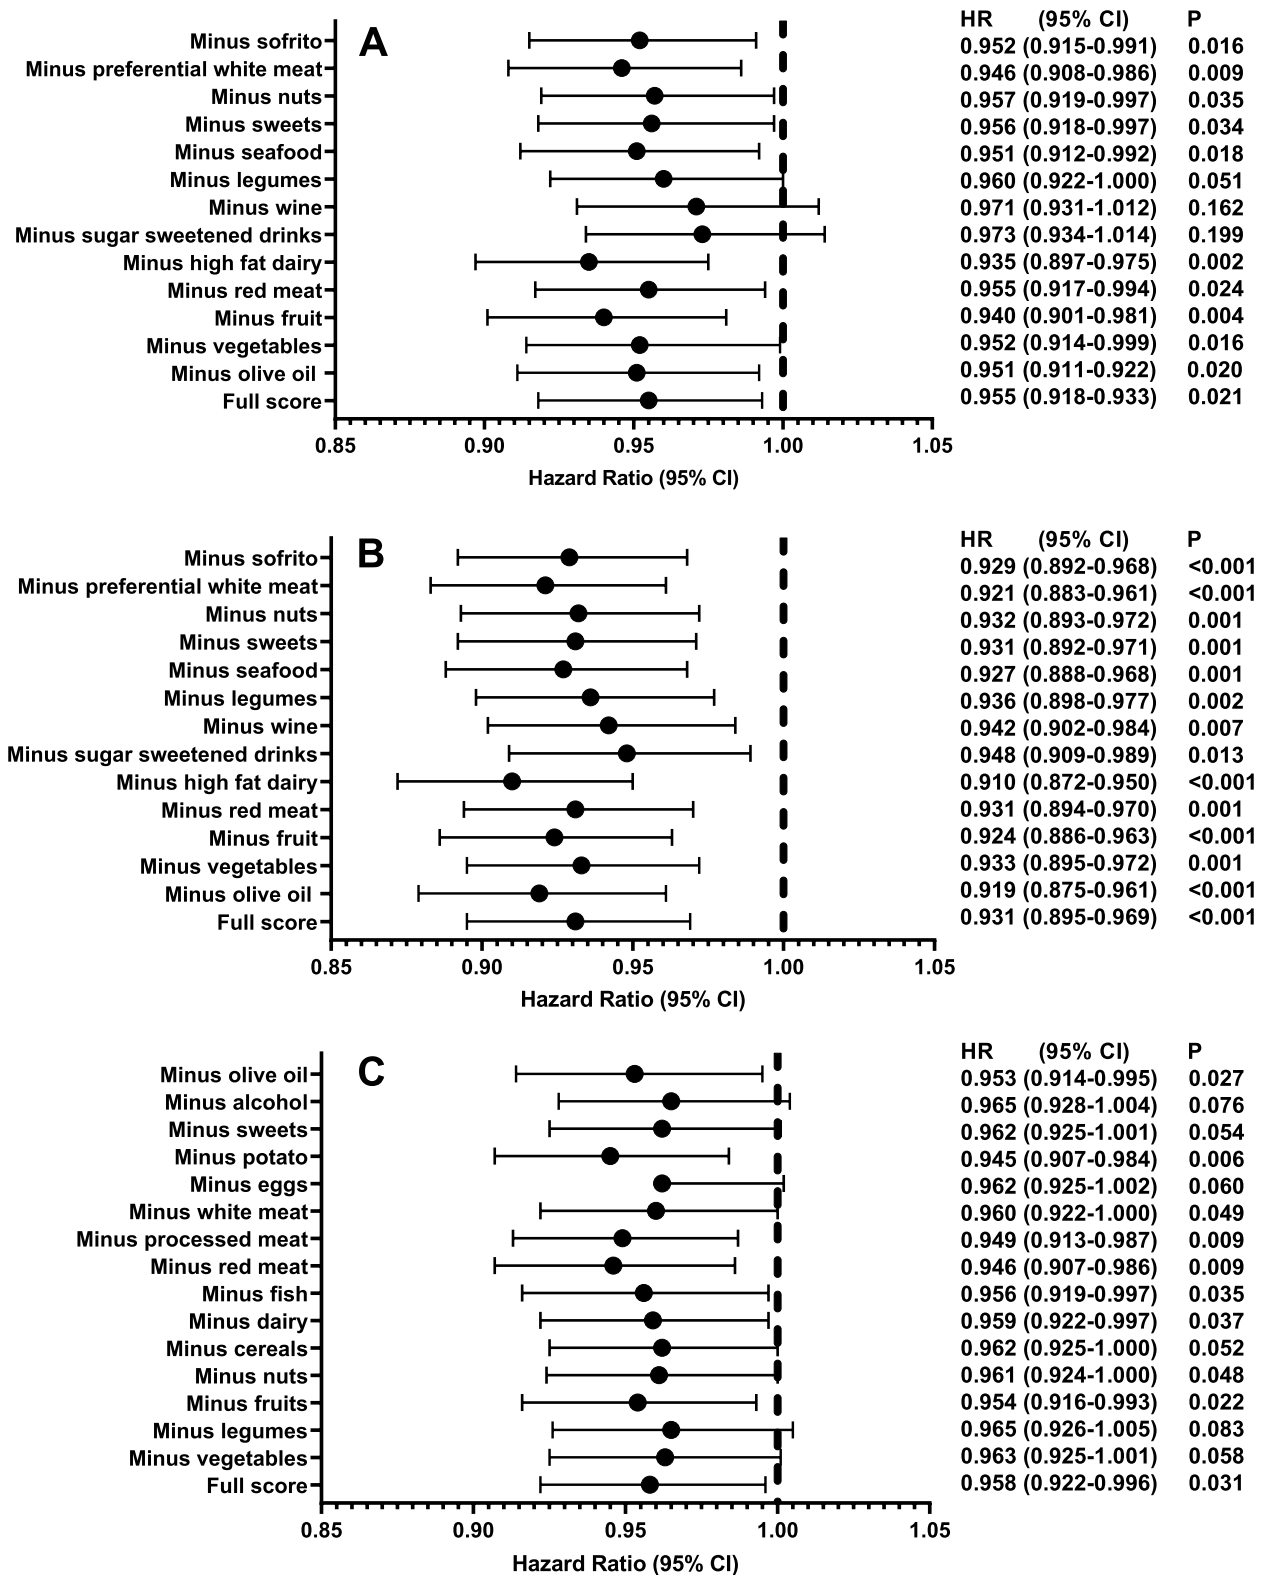 A
HR (95% CI) P
Minus sofrito 0.952 (0.915-0.991) 0.016
Minus preferential white meat 0.946 (0.908-0.986) 0.009
Minus nuts 0.957 (0.919-0.997) 0.035
Minus sweets 0.956 (0.918-0.997) 0.034
Minus seafood 0.951 (0.912-0.992) 0.018
Minus legumes 0.960 (0.922-1.000) 0.051
Minus wine 0.971 (0.931-1.012) 0.162
Minus sugar sweetened drinks 0.973 (0.934-1.014) 0.199
Minus high fat dairy 0.935 (0.897-0.975) 0.002
Minus red meat 0.955 (0.917-0.994) 0.024
Minus fruit 0.940 (0.901-0.981) 0.004
Minus vegetables 0.952 (0.914-0.999) 0.016
Minus olive oil 0.951 (0.911-0.922) 0.020
Full score 0.955 (0.918-0.933) 0.021
0.85 0.90 0.95 1.00 1.05
Hazard Ratio (95% CI)
B
HR (95% CI) P
Minus sofrito 0.929 (0.892-0.968) <0.001
Minus preferential white meat 0.921 (0.883-0.961) <0.001
Minus nuts 0.932 (0.893-0.972) 0.001
Minus sweets 0.931 (0.892-0.971) 0.001
Minus seafood 0.927 (0.888-0.968) 0.001
Minus legumes 0.936 (0.898-0.977) 0.002
Minus wine 0.942 (0.902-0.984) 0.007
Minus sugar sweetened drinks 0.948 (0.909-0.989) 0.013
Minus high fat dairy 0.910 (0.872-0.950) <0.001
Minus red meat 0.931 (0.894-0.970) 0.001
Minus fruit 0.924 (0.886-0.963) <0.001
Minus vegetables 0.933 (0.895-0.972) 0.001
Minus olive oil 0.919 (0.875-0.961) <0.001
Full score 0.931 (0.895-0.969) <0.001
0.85 0.90 0.95 1.00 1.05
Hazard Ratio (95% CI)
C
HR (95% CI) P
Minus olive oil 0.953 (0.914-0.995) 0.027
Minus alcohol 0.965 (0.928-1.004) 0.076
Minus sweets 0.962 (0.925-1.001) 0.054
Minus potato 0.945 (0.907-0.984) 0.006
Minus eggs 0.962 (0.925-1.002) 0.060
Minus white meat 0.960 (0.922-1.000) 0.049
Minus processed meat 0.949 (0.913-0.987) 0.009
Minus red meat 0.946 (0.907-0.986) 0.009
Minus fish 0.956 (0.919-0.997) 0.035
Minus dairy 0.959 (0.922-0.997) 0.037
Minus cereals 0.962 (0.925-1.000) 0.052
Minus nuts 0.961 (0.924-1.000) 0.048
Minus fruits 0.954 (0.916-0.993) 0.022
Minus legumes 0.965 (0.926-1.005) 0.083
Minus vegetables 0.963 (0.925-1.001) 0.058
Full score 0.958 (0.922-0.996) 0.031
0.85 0.90 0.95 1.00 1.05
Hazard Ratio (95% CI)